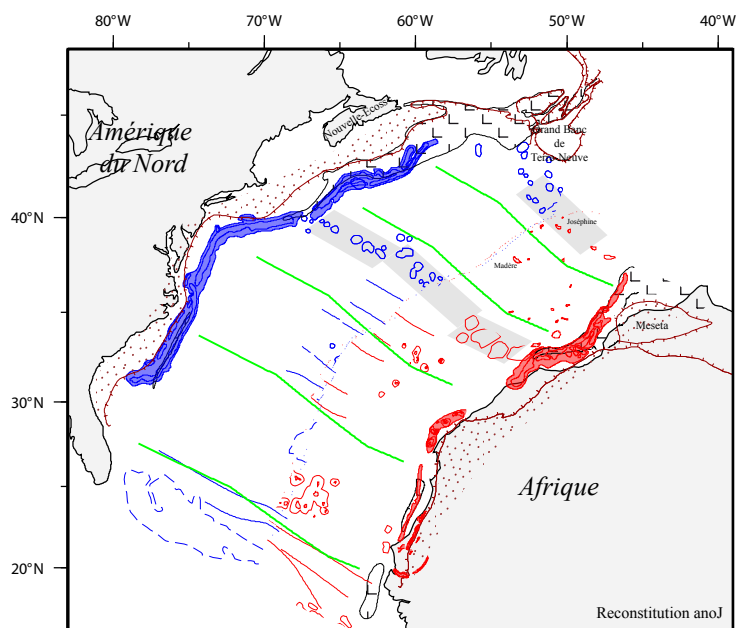 80°W 70°W 60°W 50°W 40°W
Nouvelle-Ecosse
Amérique
du Nord
Grand Banc
de
Terre-Neuve
40°N
Joséphine
Madère
Meseta
30°N
Afrique
20°N
Reconstitution anoJ